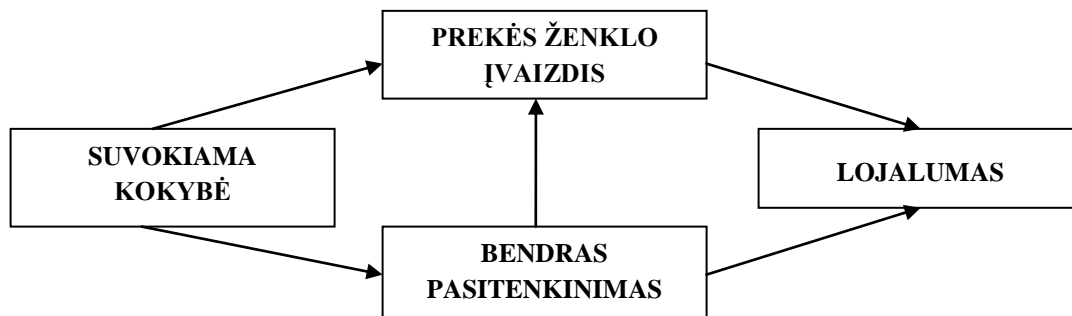 PREKĖS ŽENKLO
ĮVAIZDIS
SUVOKIAMA
KOKYBĖ
LOJALUMAS
BENDRAS
PASITENKINIMAS